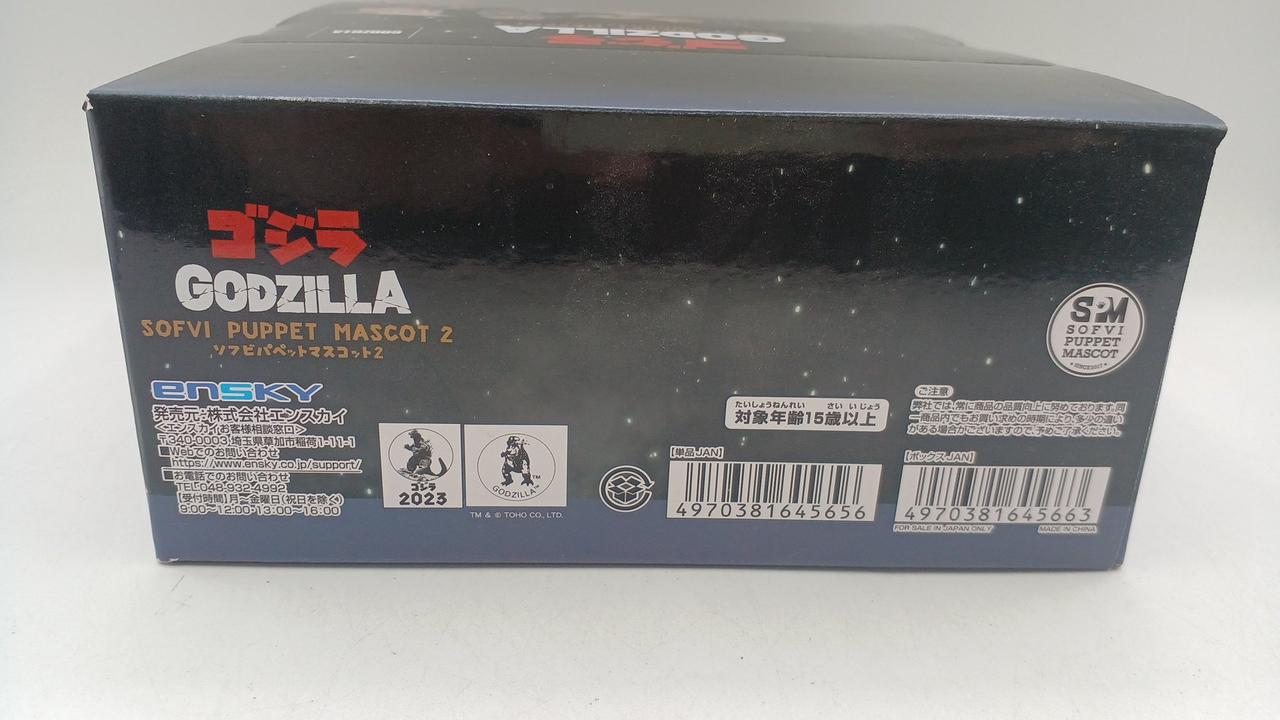 ゴジラ
GODZILLA
ゴジラ
GODZILLA
SOFVI PUPPET MASCOT 2
ソフビパペットマスコット2
ensky
発売元:株式会社エンスカイ
<エンスカイお客様相談窓口>
〒340-0003 埼玉県草加市稲荷1-11-1
■Webでのお問い合わせ
https://www.ensky.co.jp/support/
■お電話でのお問い合わせ
TEL.048-932-4992
【受付時間】月~金曜日(祝日を除く)
9:00~12:00・13:00~16:00
ゴジラ
2023
GODZILLA™
TM & © TOHO CO., LTD.
たいしょうねんれい さい いじょう
対象年齢15歳以上
[単品JAN]
4970381645656
SPM
SOFVI
PUPPET
MASCOT
SINCE2017
ご注意
弊社では、常に商品の品質向上に努めております。同
一商品内でもお買い求めの時期により多少の違い
がある場合がございますので、予めご了承ください。
[ボックスJAN]
4970381645663
FOR SALE IN JAPAN ONLY
MADE IN CHINA